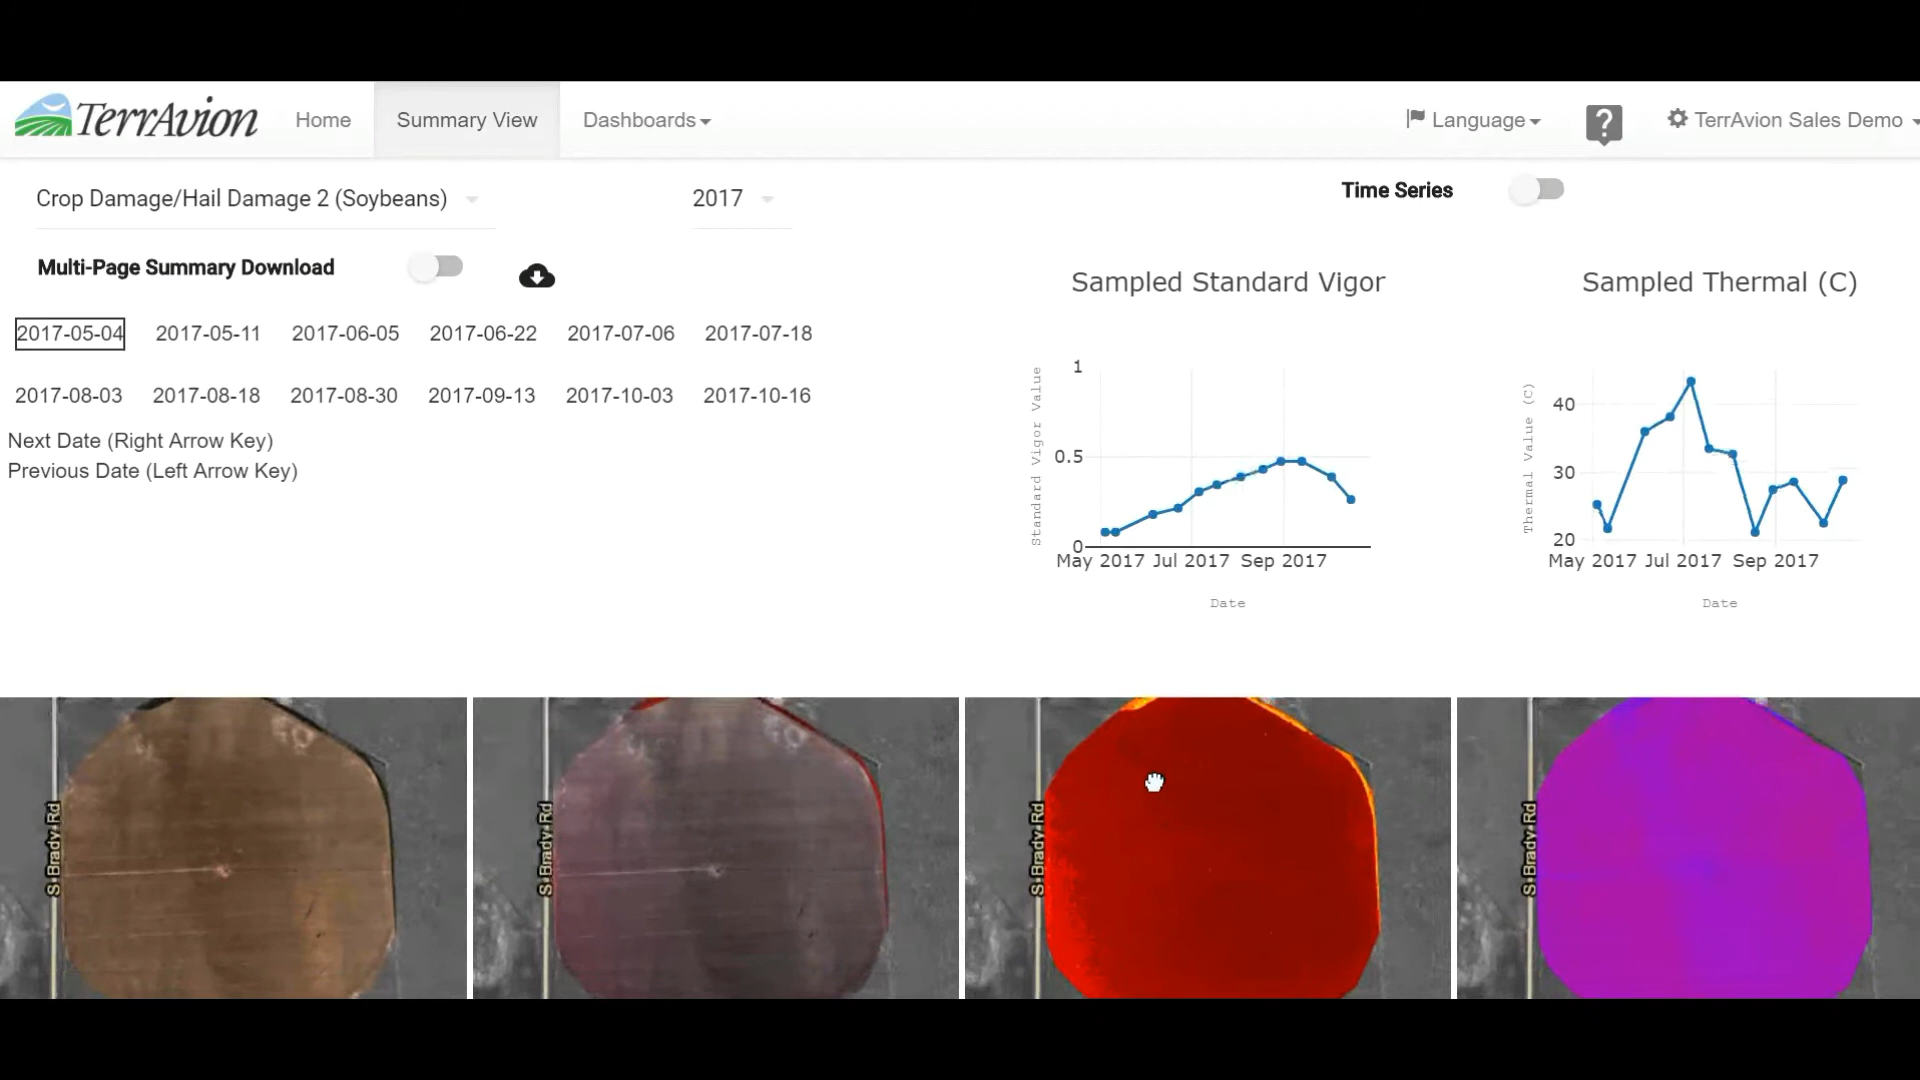 TerrAvion
Home
Summary View
Dashboards
Language
?
TerrAvion Sales Demo
Crop Damage/Hail Damage 2 (Soybeans)
2017
Time Series
Multi-Page Summary Download
2017-05-04 2017-05-11 2017-06-05 2017-06-22 2017-07-06 2017-07-18
2017-08-03 2017-08-18 2017-08-30 2017-09-13 2017-10-03 2017-10-16
Next Date (Right Arrow Key)
Previous Date (Left Arrow Key)
Sampled Standard Vigor
Standard Vigor Value
1
0.5
0
May 2017 Jul 2017 Sep 2017
Date
Sampled Thermal (C)
Thermal Value (C)
40
30
20
May 2017 Jul 2017 Sep 2017
Date
S Brady Rd
S Brady Rd
S Brady Rd
S Brady Rd